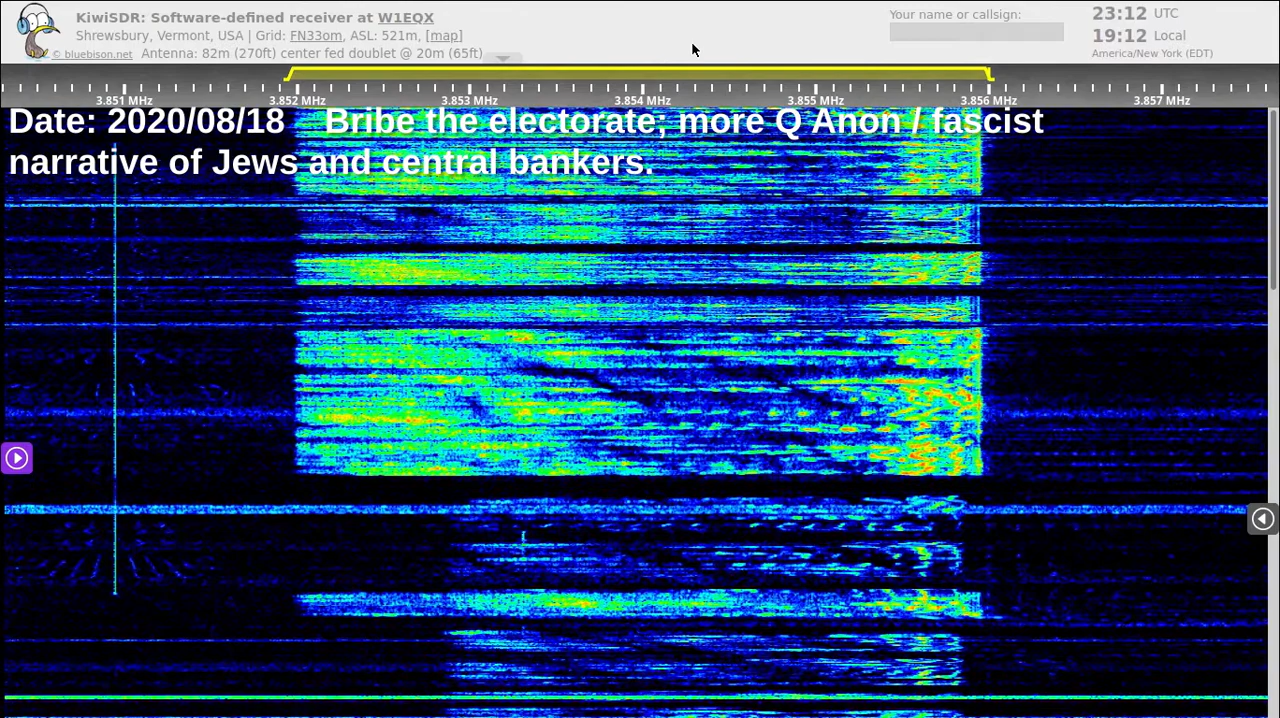 KiwiSDR: Software-defined receiver at W1EQX
Shrewsbury, Vermont, USA | Grid: FN33om, ASL: 521m, [map]
© bluebison.net Antenna: 82m (270ft) center fed doublet @ 20m (65ft)
Your name or callsign:
23:12 UTC
19:12 Local
America/New York (EDT)
3.851 MHz 3.852 MHz 3.853 MHz 3.854 MHz 3.855 MHz 3.856 MHz 3.857 MHz
Date: 2020/08/18 Bribe the electorate; more Q Anon / fascist
narrative of Jews and central bankers.